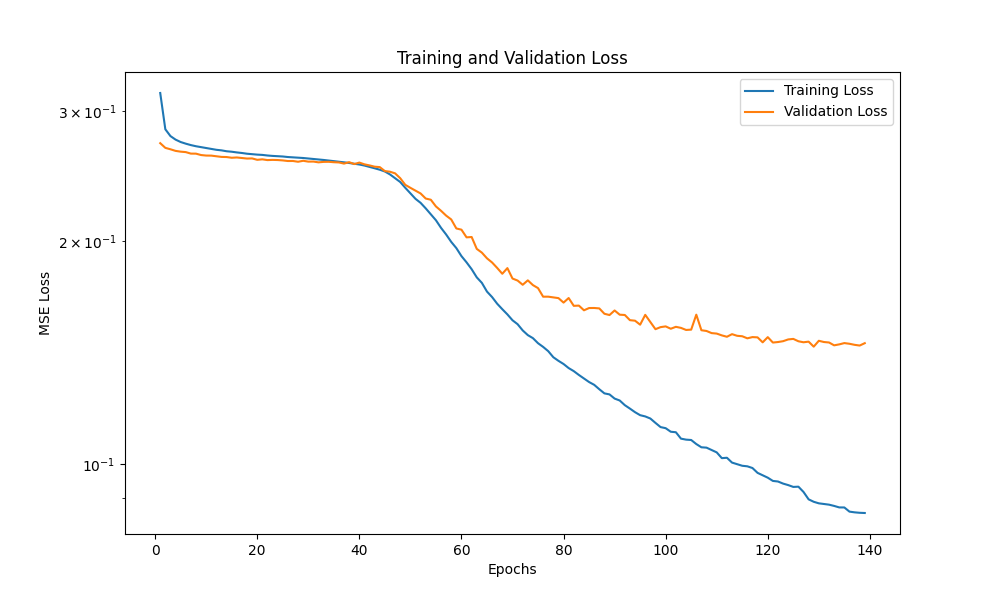 Training and Validation Loss
Training Loss
Validation Loss
3 × 10⁻¹
2 × 10⁻¹
10⁻¹
MSE Loss
0 20 40 60 80 100 120 140
Epochs